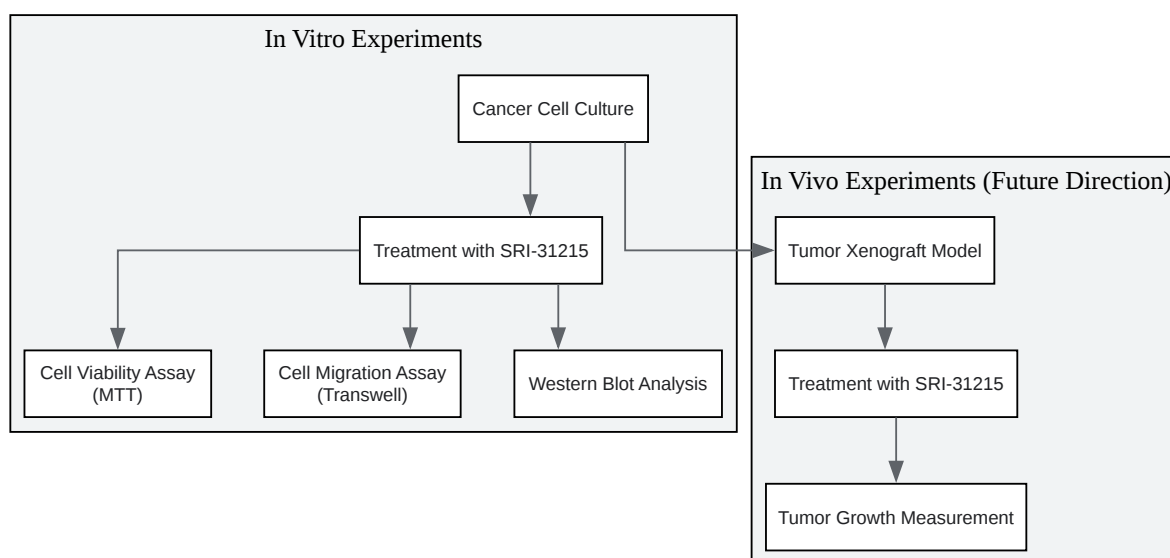 In Vitro Experiments
Cancer Cell Culture
Treatment with SRI-31215
Cell Viability Assay
(MTT)
Cell Migration Assay
(Transwell)
Western Blot Analysis
In Vivo Experiments (Future Direction)
Tumor Xenograft Model
Treatment with SRI-31215
Tumor Growth Measurement